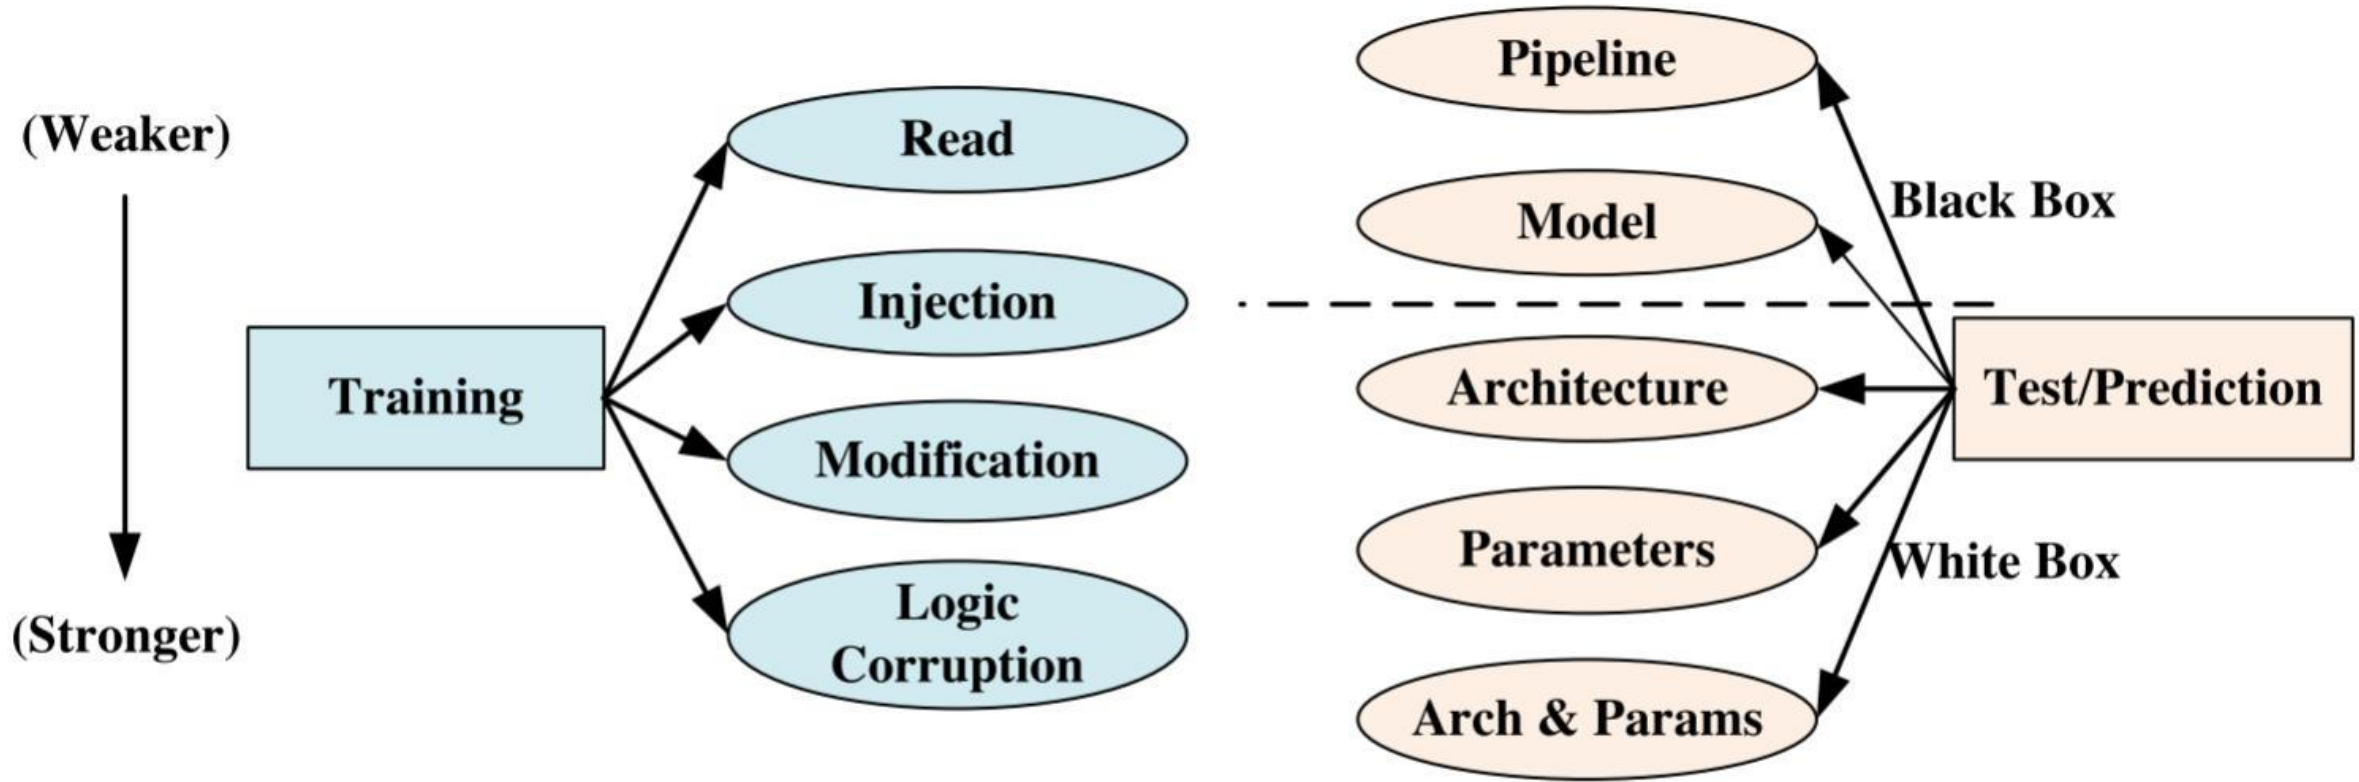 (Weaker)
(Stronger)
Training
Read
Injection
Modification
Logic
Corruption
Pipeline
Model
Architecture
Parameters
Arch & Params
Black Box
White Box
Test/Prediction